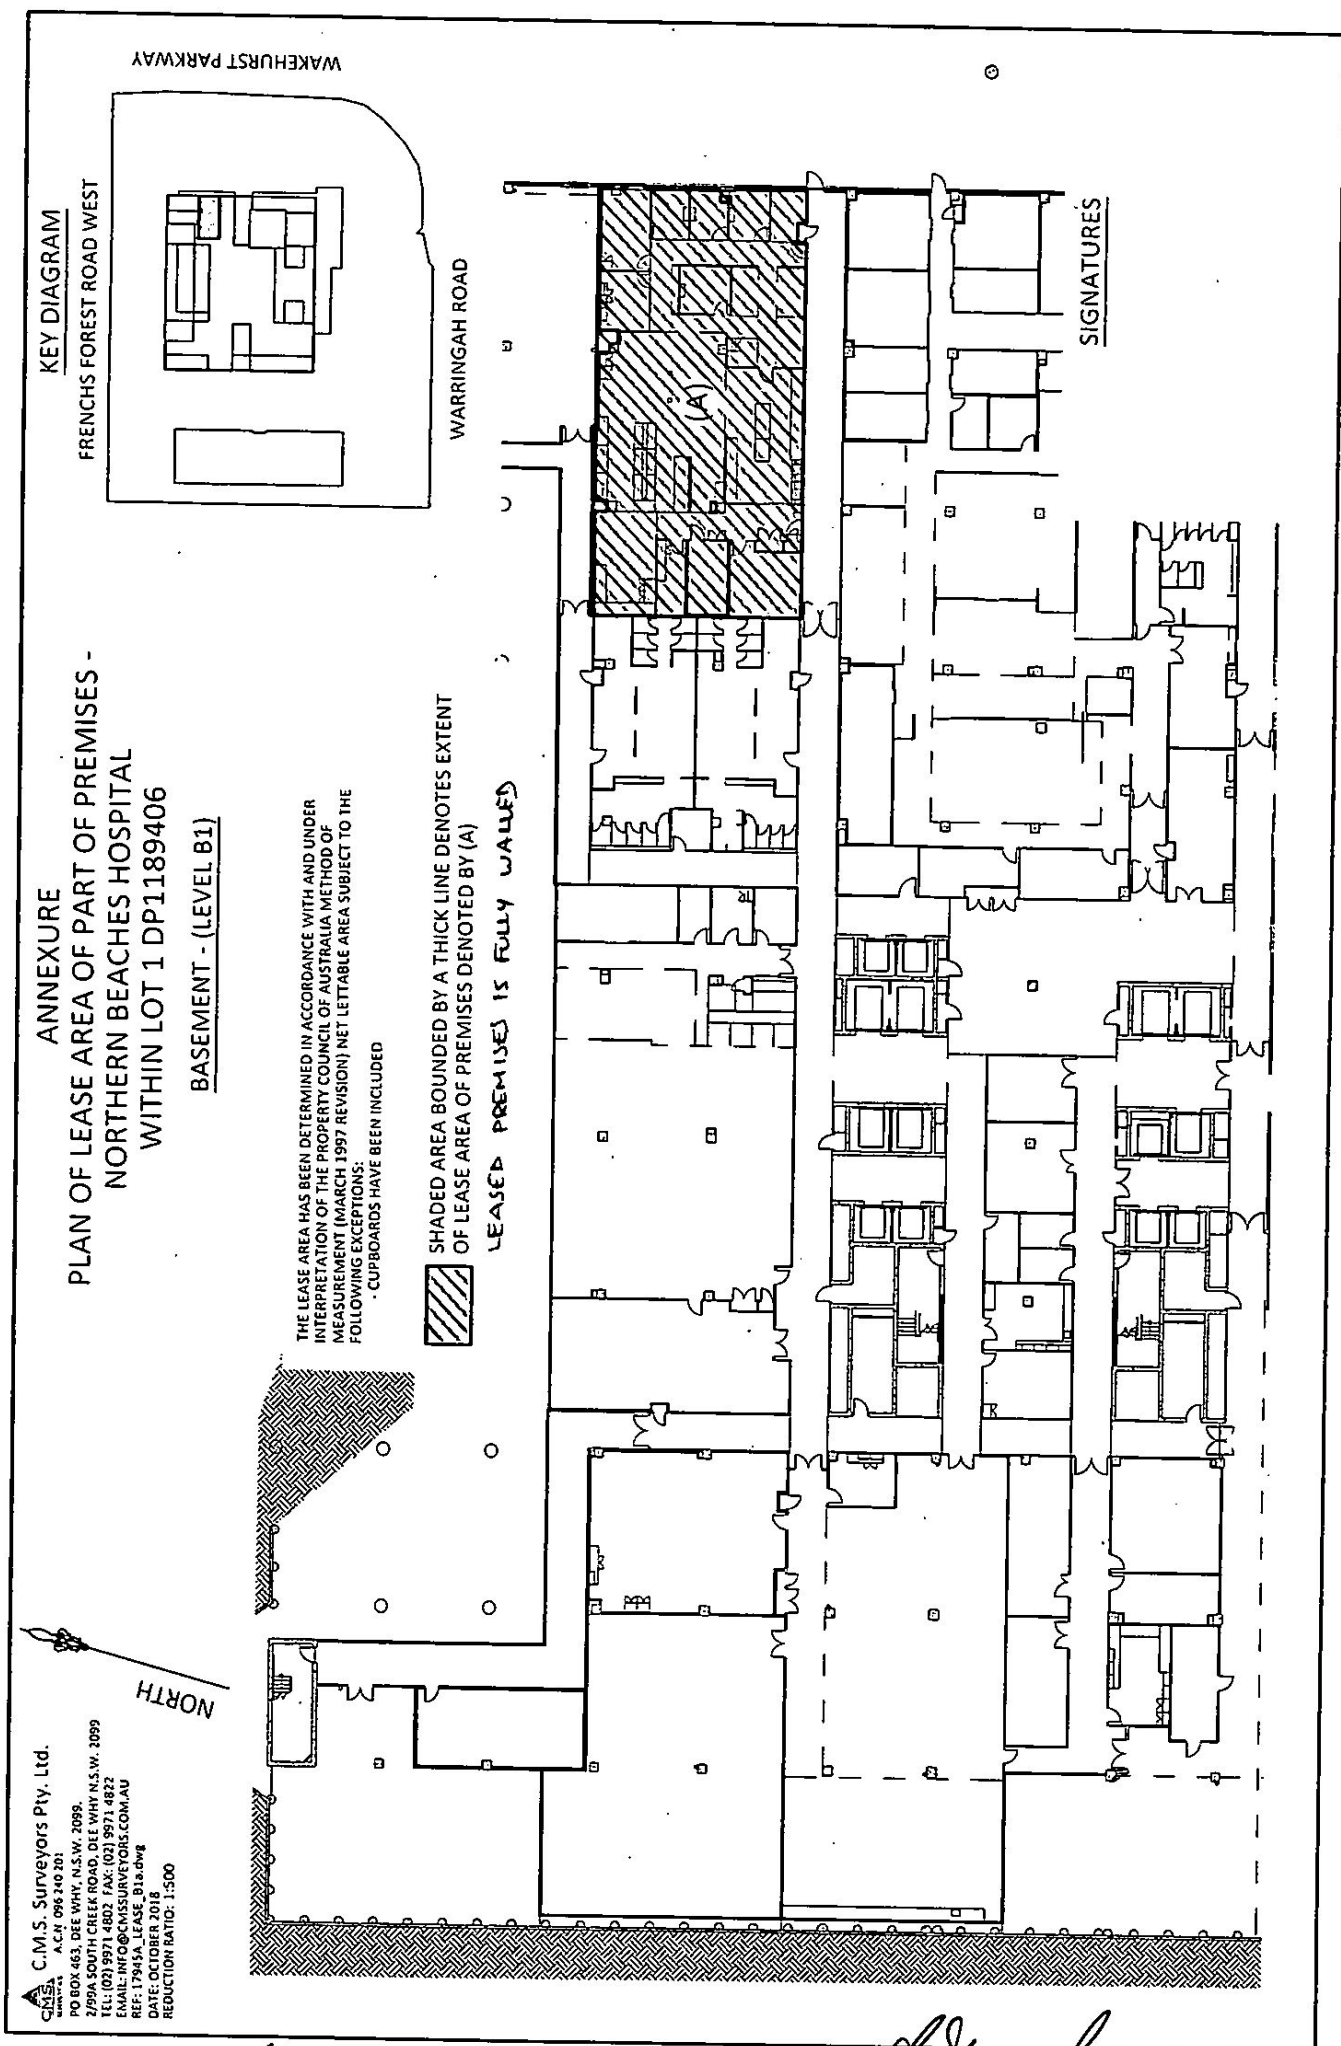 C.M.S. Surveyors Pty. Ltd.
A.C.N 096 240 201
PO BOX 463, DEE WHY, N.S.W. 2099.
2/99A SOUTH CREEK ROAD, DEE WHY N.S.W. 2099
TEL: (02) 9971 4802 FAX: (02) 9971 4822
EMAIL: INFO@CMSSURVEYORS.COM.AU
REF: 17945A_LEASE_B1a.dwg
DATE: OCTOBER 2018
REDUCTION RATIO: 1:500
CMS
NORTH
ANNEXURE
PLAN OF LEASE AREA OF PART OF PREMISES -
NORTHERN BEACHES HOSPITAL
WITHIN LOT 1 DP1189406
BASEMENT - (LEVEL B1)
THE LEASE AREA HAS BEEN DETERMINED IN ACCORDANCE WITH AND UNDER
INTERPRETATION OF THE PROPERTY COUNCIL OF AUSTRALIA METHOD OF
MEASUREMENT (MARCH 1997 REVISION) NET LETTABLE AREA SUBJECT TO THE
FOLLOWING EXCEPTIONS:
- CUPBOARDS HAVE BEEN INCLUDED
SHADED AREA BOUNDED BY A THICK LINE DENOTES EXTENT
OF LEASE AREA OF PREMISES DENOTED BY (A)
LEASED PREMISES IS FULLY WALLED
KEY DIAGRAM
FRENCHS FOREST ROAD WEST
WAKEHURST PARKWAY
WARRINGAH ROAD
(A)
SIGNATURES